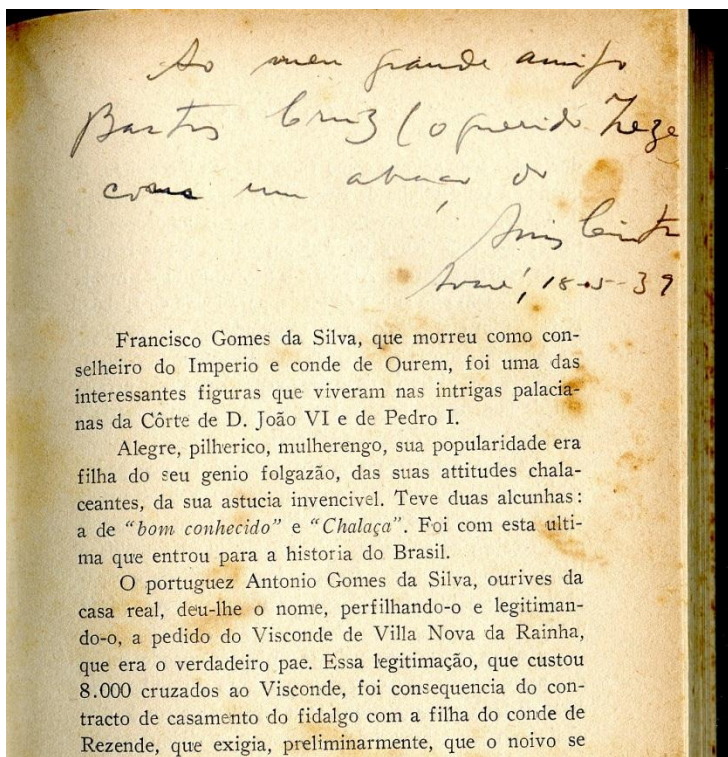 Ao meu grande amigo
Bastos Cruz (o querido Zeze
com um abraço do
Assis Cintra
Avaré, 18-5-39
Francisco Gomes da Silva, que morreu como con-
selheiro do Imperio e conde de Ourem, foi uma das
interessantes figuras que viveram nas intrigas palacia-
nas da Côrte de D. João VI e de Pedro I.
Alegre, pilherico, mulherengo, sua popularidade era
filha do seu genio folgazão, das suas attitudes chala-
ceantes, da sua astucia invencivel. Teve duas alcunhas:
a de "bom conhecido" e "Chalaça". Foi com esta ulti-
ma que entrou para a historia do Brasil.
O portuguez Antonio Gomes da Silva, ourives da
casa real, deu-lhe o nome, perfilhando-o e legitiman-
do-o, a pedido do Visconde de Villa Nova da Rainha,
que era o verdadeiro pae. Essa legitimação, que custou
8.000 cruzados ao Visconde, foi consequencia do con-
tracto de casamento do fidalgo com a filha do conde de
Rezende, que exigia, preliminarmente, que o noivo se